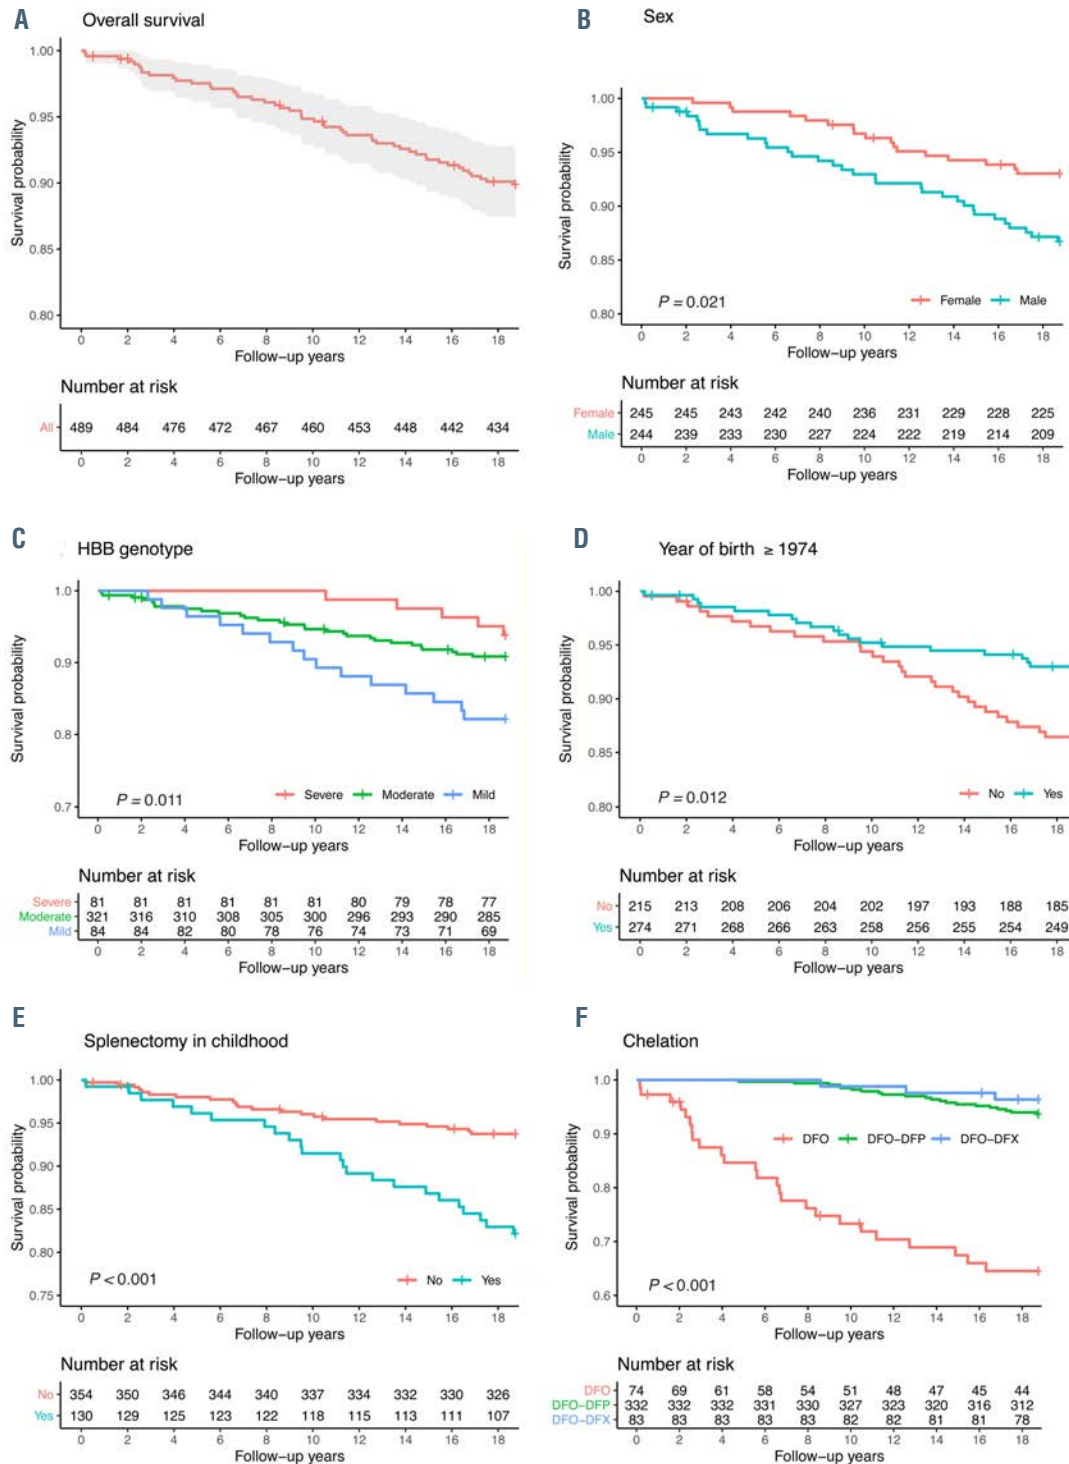 A Overall survival
1.00
0.95
0.90
0.85
0.80
Survival probability
0 2 4 6 8 10 12 14 16 18
Follow-up years
Number at risk
All 489 484 476 472 467 460 453 448 442 434
0 2 4 6 8 10 12 14 16 18
Follow-up years
B Sex
1.00
0.95
0.90
0.85
0.80
Survival probability
P = 0.021
Female Male
0 2 4 6 8 10 12 14 16 18
Follow-up years
Number at risk
Female 245 245 243 242 240 236 231 229 228 225
Male 244 239 233 230 227 224 222 219 214 209
0 2 4 6 8 10 12 14 16 18
Follow-up years
C HBB genotype
1.0
0.9
0.8
0.7
Survival probability
P = 0.011
Severe Moderate Mild
0 2 4 6 8 10 12 14 16 18
Follow-up years
Number at risk
Severe 81 81 81 81 81 81 80 79 78 77
Moderate 321 316 310 308 305 300 296 293 290 285
Mild 84 84 82 80 78 76 74 73 71 69
0 2 4 6 8 10 12 14 16 18
Follow-up years
D Year of birth ≥ 1974
1.00
0.95
0.90
0.85
0.80
Survival probability
P = 0.012
No Yes
0 2 4 6 8 10 12 14 16 18
Follow-up years
Number at risk
No 215 213 208 206 204 202 197 193 188 185
Yes 274 271 268 266 263 258 256 255 254 249
0 2 4 6 8 10 12 14 16 18
Follow-up years
E Splenectomy in childhood
1.00
0.95
0.90
0.85
0.80
0.75
Survival probability
P < 0.001
No Yes
0 2 4 6 8 10 12 14 16 18
Follow-up years
Number at risk
No 354 350 346 344 340 337 334 332 330 326
Yes 130 129 125 123 122 118 115 113 111 107
0 2 4 6 8 10 12 14 16 18
Follow-up years
F Chelation
1.0
0.9
0.8
0.7
0.6
Survival probability
DFO DFO-DFP DFO-DFX
P < 0.001
0 2 4 6 8 10 12 14 16 18
Follow-up years
Number at risk
DFO 74 69 61 58 54 51 48 47 45 44
DFO-DFP 332 332 332 331 330 327 323 320 316 312
DFO-DFX 83 83 83 83 83 82 82 81 81 78
0 2 4 6 8 10 12 14 16 18
Follow-up years